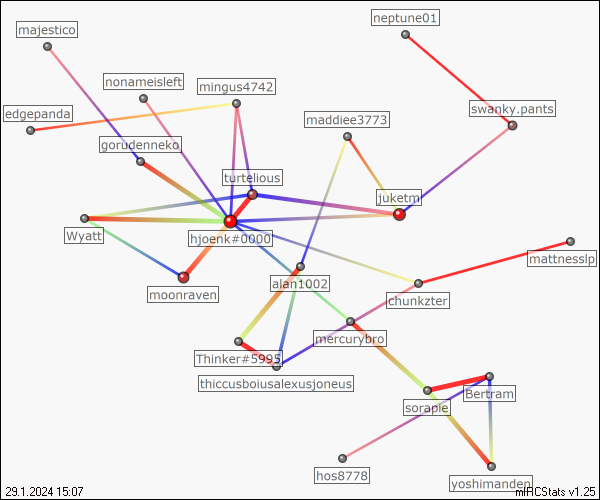 neptune01
majestico
nonameisleft
mingus4742
edgepanda
maddiee3773
swanky.pants
gorudenneko
turtelious
juketm
Wyatt
hjoenk#0000
mattnesslp
moonraven
alan1002
chunkzter
mercurybro
Thinker#5995
thiccusboiusalexusjoneus
Bertram
sorapie
hos8778
yoshimanden
29.1.2024 15:07
mIRCStats v1.25